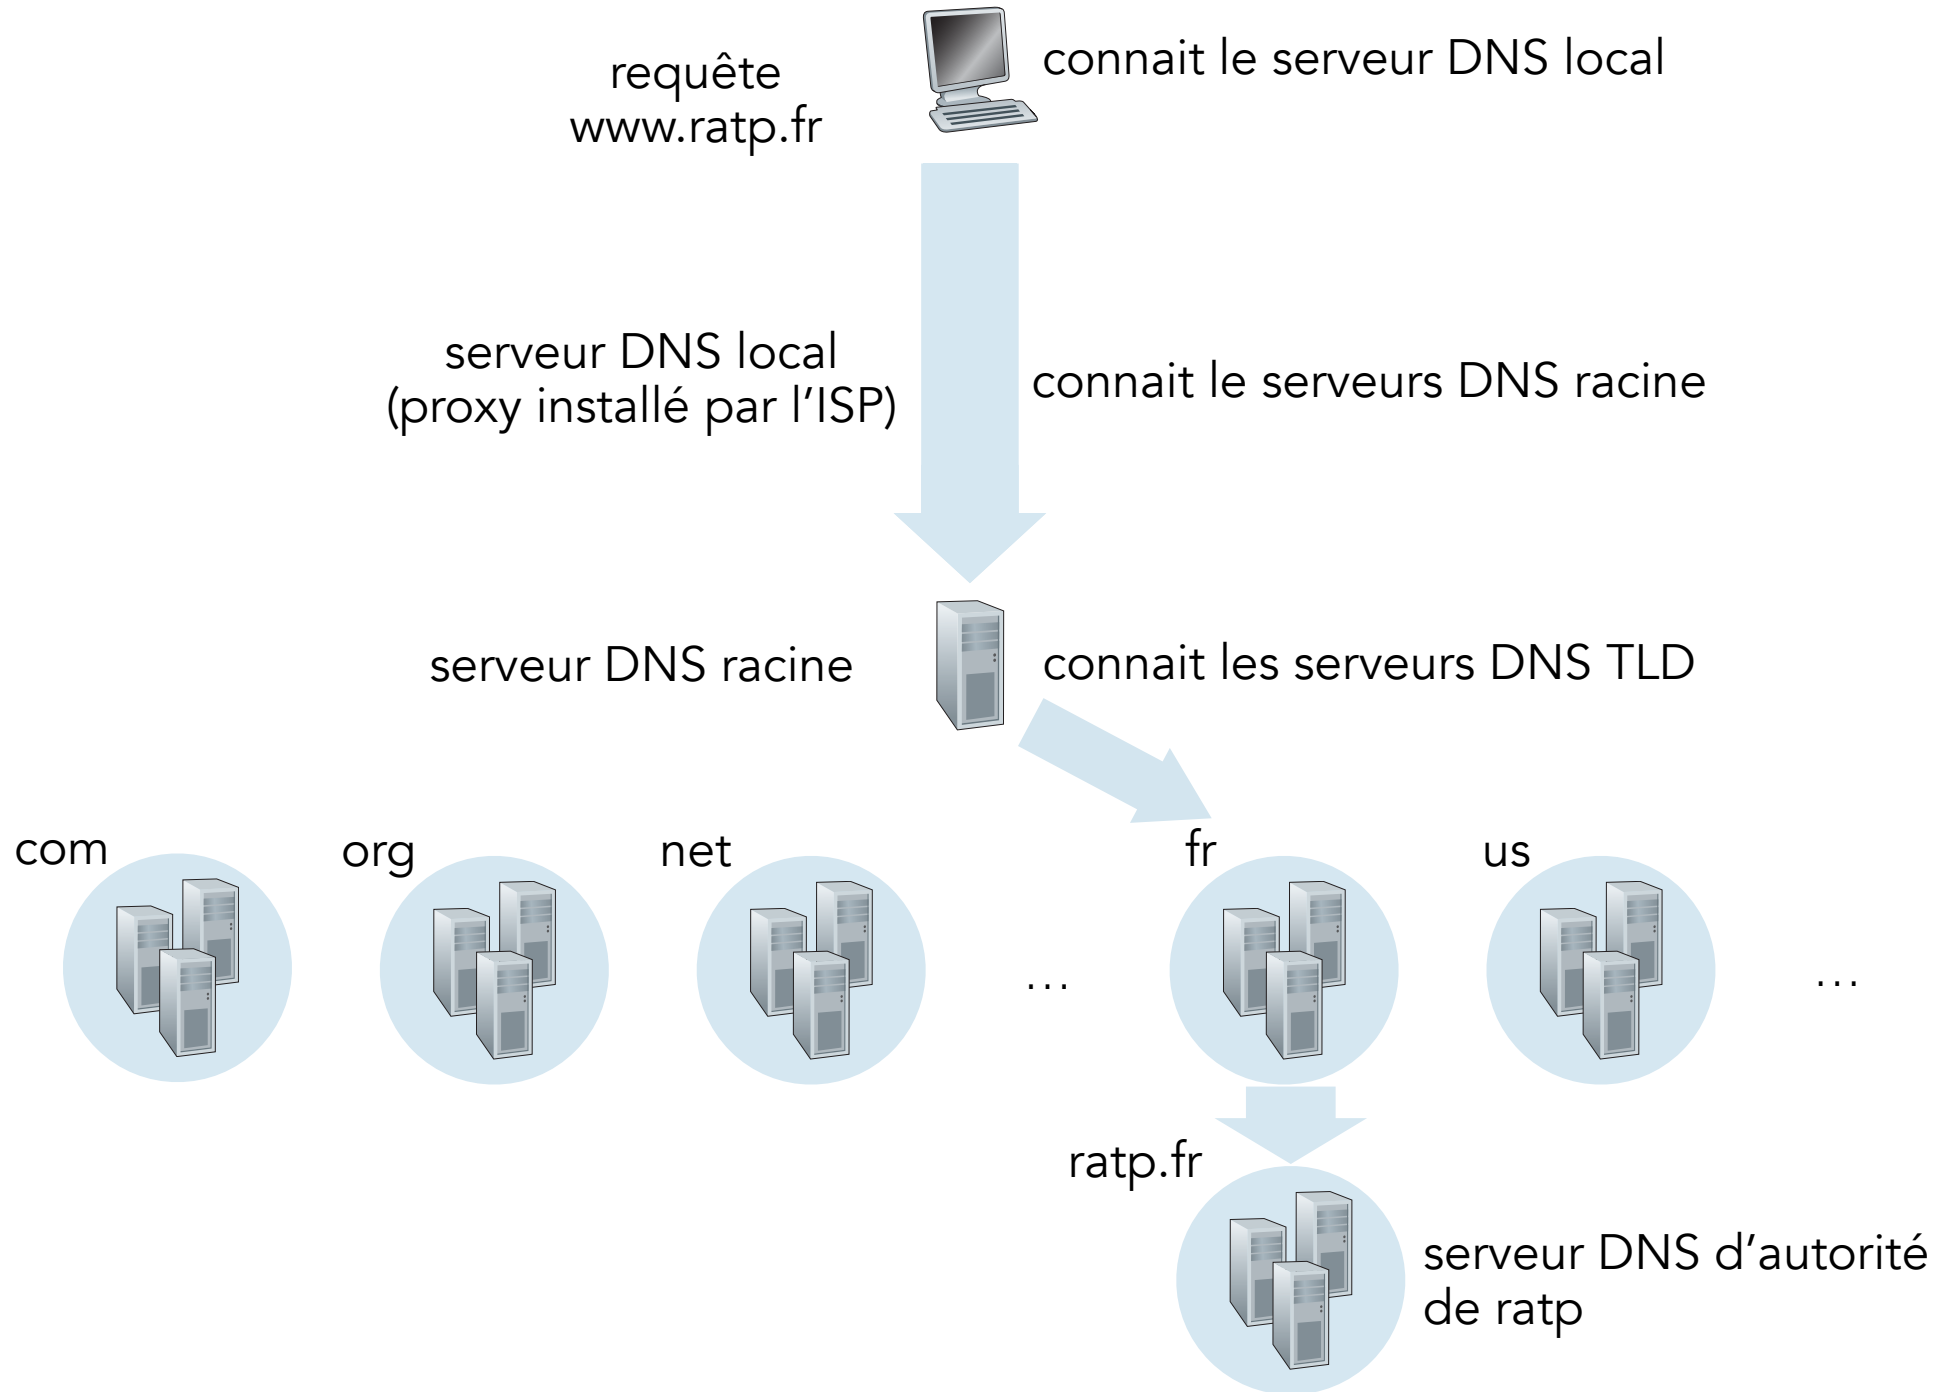 requête
www.ratp.fr
connait le serveur DNS local
serveur DNS local
(proxy installé par l’ISP)
connait le serveurs DNS racine
serveur DNS racine
connait les serveurs DNS TLD
com
org
net
...
fr
us
...
ratp.fr
serveur DNS d’autorité
de ratp